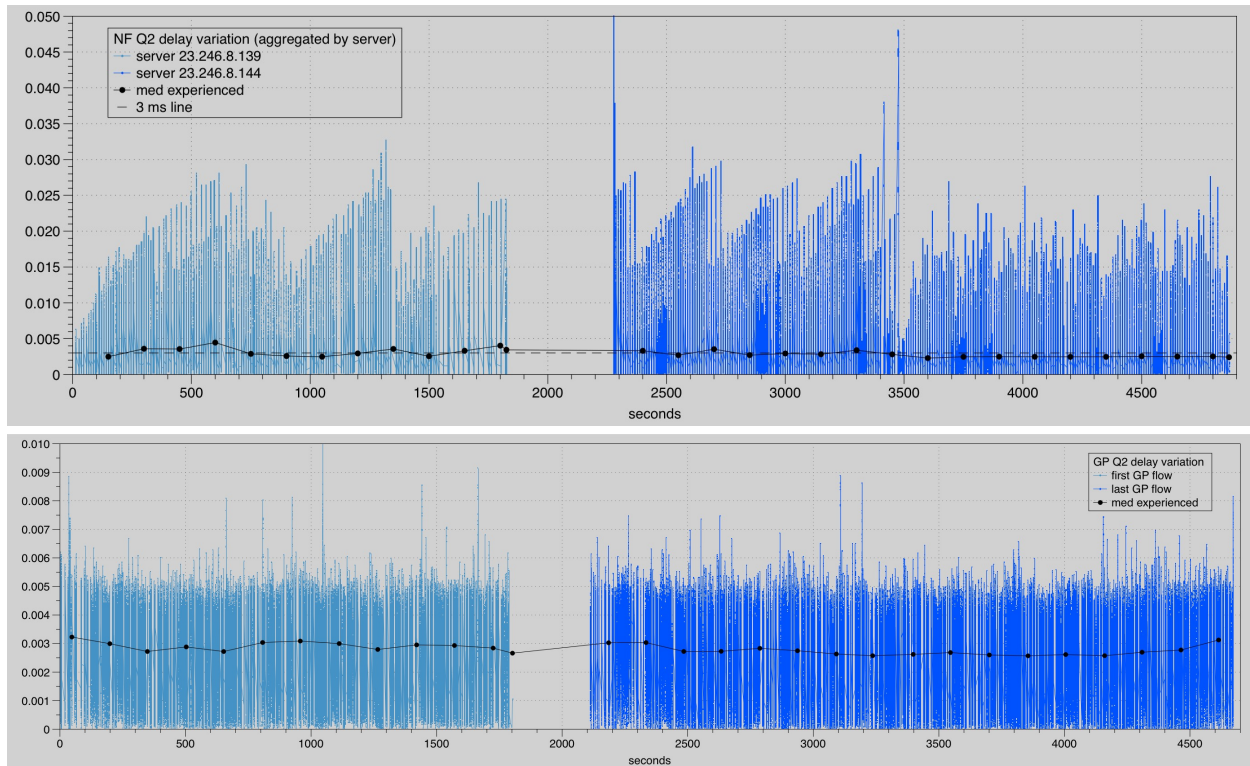 0.050
NF Q2 delay variation (aggregated by server)
server 23.246.8.139
server 23.246.8.144
med experienced
3 ms line
0.045
0.040
0.035
0.030
0.025
0.020
0.015
0.010
0.005
0
0 500 1000 1500 2000 2500 3000 3500 4000 4500
seconds
0.010
GP Q2 delay variation
first GP flow
last GP flow
med experienced
0.009
0.008
0.007
0.006
0.005
0.004
0.003
0.002
0.001
0
0 500 1000 1500 2000 2500 3000 3500 4000 4500
seconds